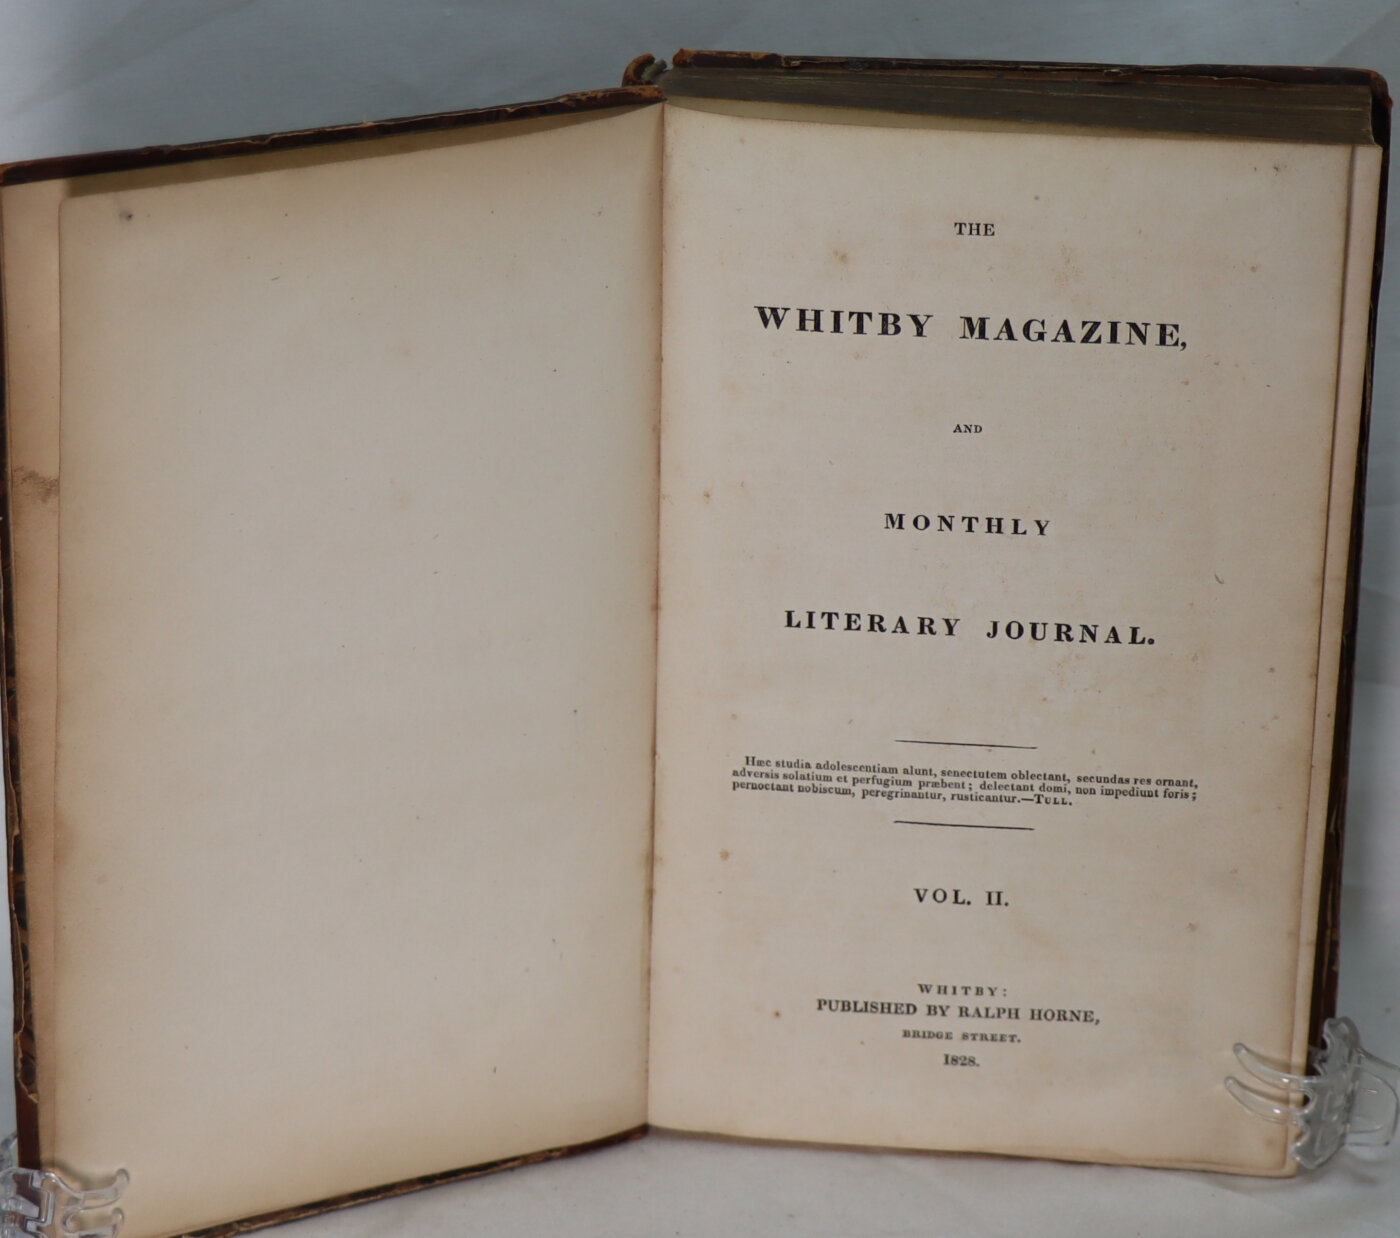 THE
WHITBY MAGAZINE,
AND
MONTHLY
LITERARY JOURNAL.
Hæc studia adolescentiam alunt, senectutem oblectant, secundas res ornant,
adversis solatium et perfugium præbent; delectant domi, non impediunt foris;
pernoctant nobiscum, peregrinantur, rusticantur.—TULL.
VOL. II.
WHITBY:
PUBLISHED BY RALPH HORNE,
BRIDGE STREET.
1828.